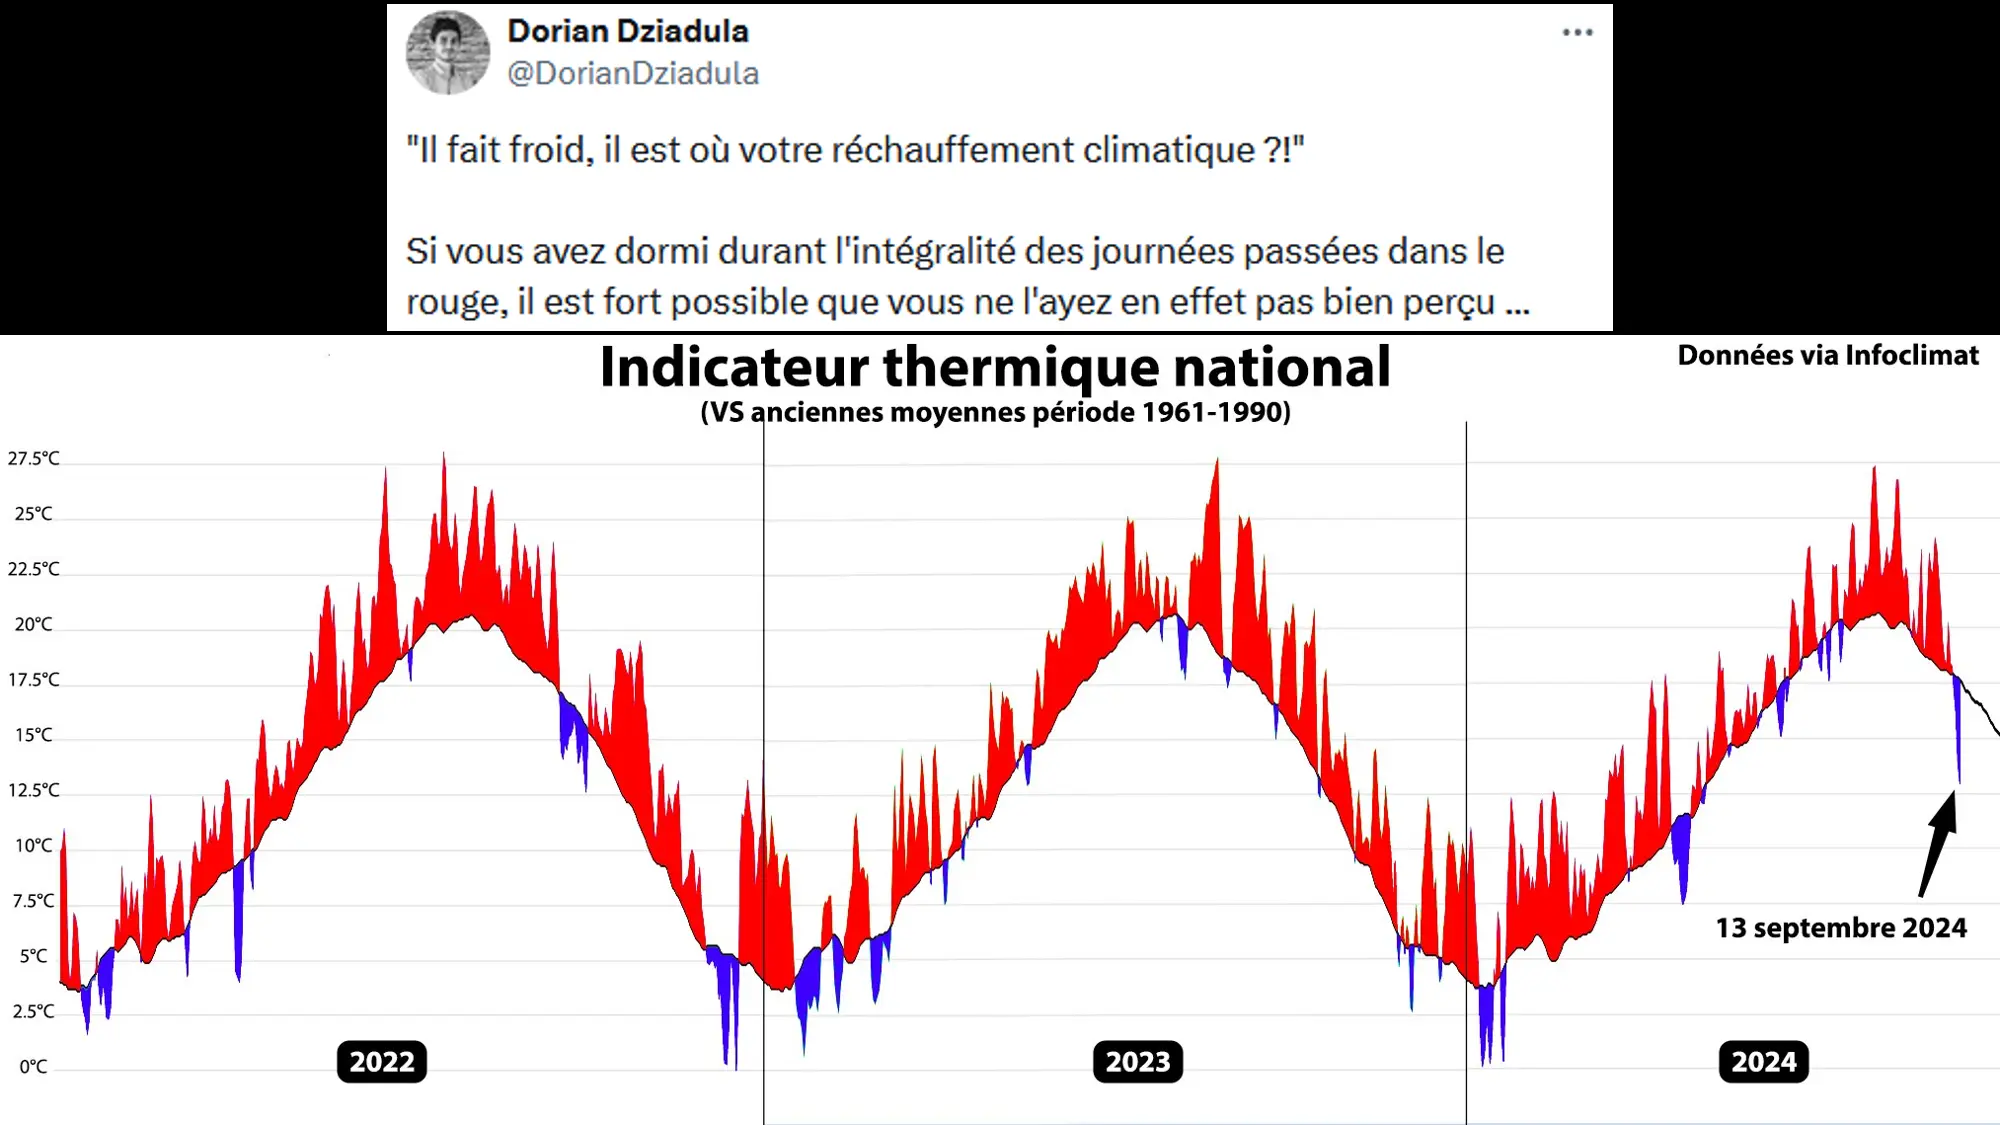 Dorian Dziadula
@DorianDziadula
"Il fait froid, il est où votre réchauffement climatique ?!"
Si vous avez dormi durant l'intégralité des journées passées dans le
rouge, il est fort possible que vous ne l'ayez en effet pas bien perçu ...
Indicateur thermique national
Données via Infoclimat
(VS anciennes moyennes période 1961-1990)
27.5°C
25°C
22.5°C
20°C
17.5°C
15°C
12.5°C
10°C
7.5°C
5°C
2.5°C
0°C
13 septembre 2024
2022
2023
2024